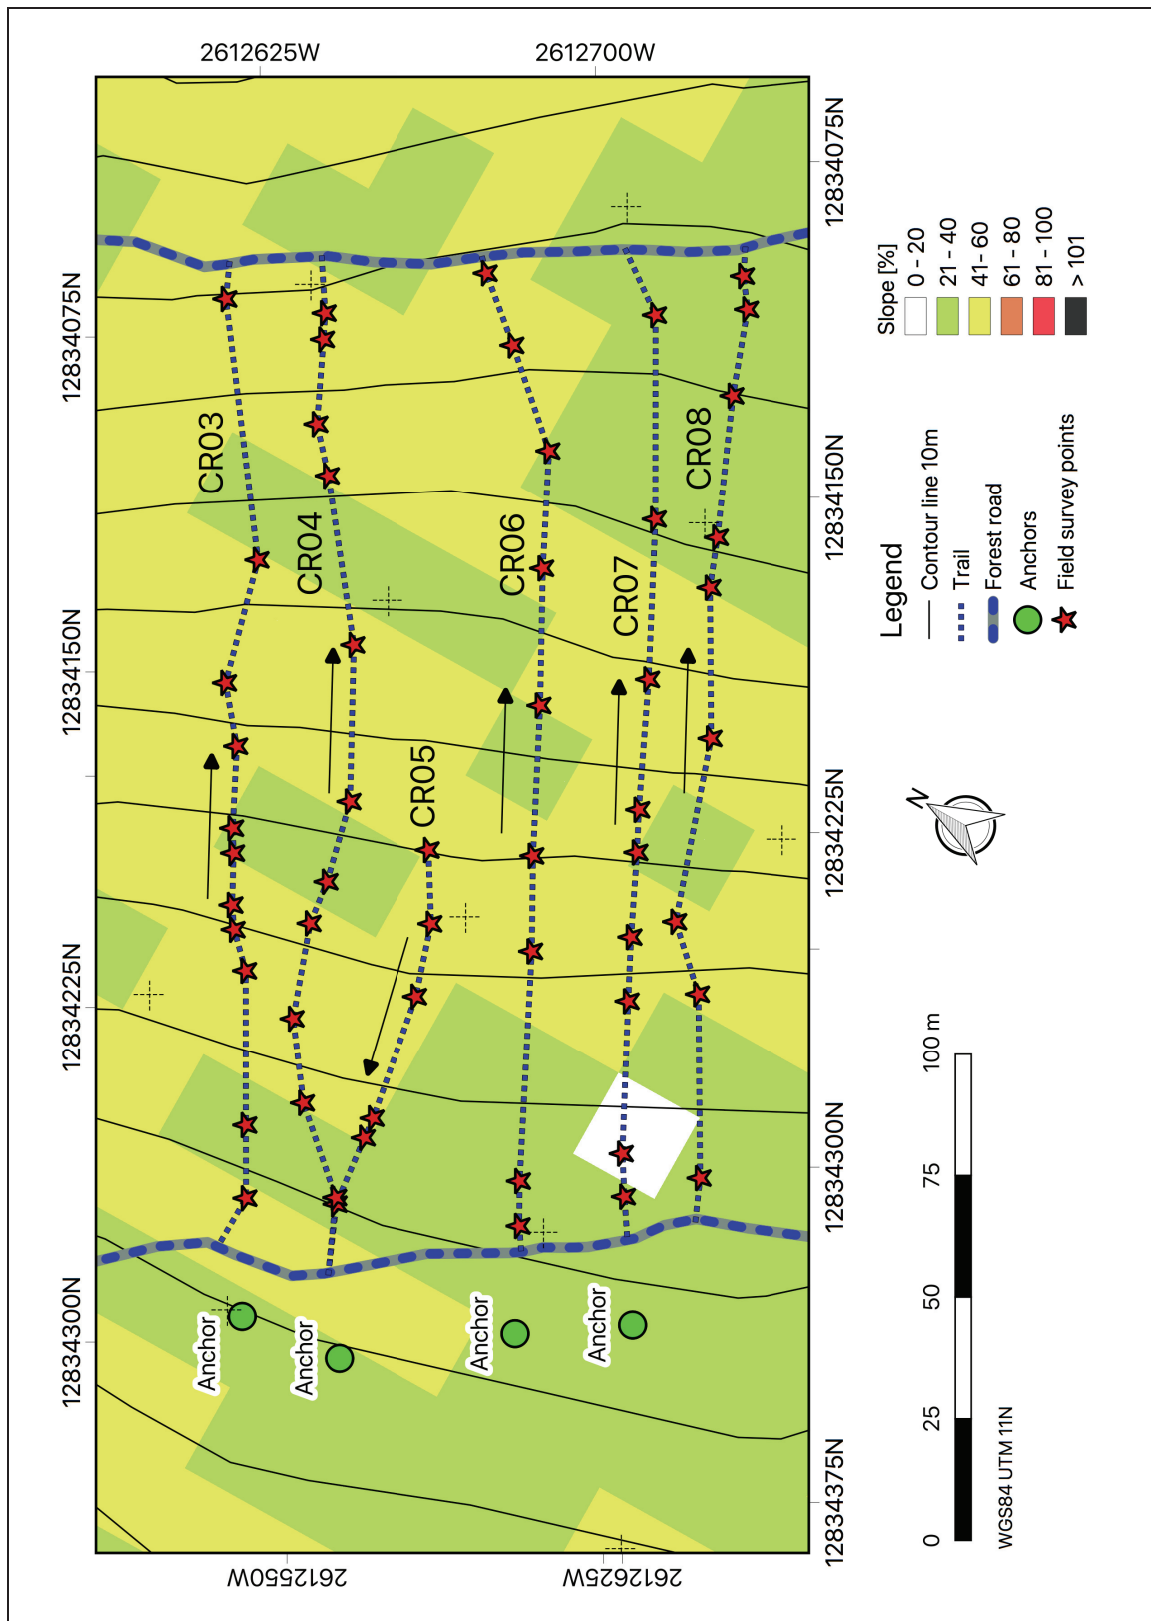 2612625W
2612700W
12834075N
12834150N
12834225N
12834300N
12834075N
12834150N
12834225N
12834300N
12834375N
2612550W
2612625W
CR03
CR04
CR05
CR06
CR07
CR08
Anchor
Anchor
Anchor
Anchor
Legend
Contour line 10m
Trail
Forest road
Anchors
Field survey points
Slope [%]
0 - 20
21 - 40
41 - 60
61 - 80
81 - 100
> 101
N
0
25
50
75
100 m
WGS84 UTM 11N